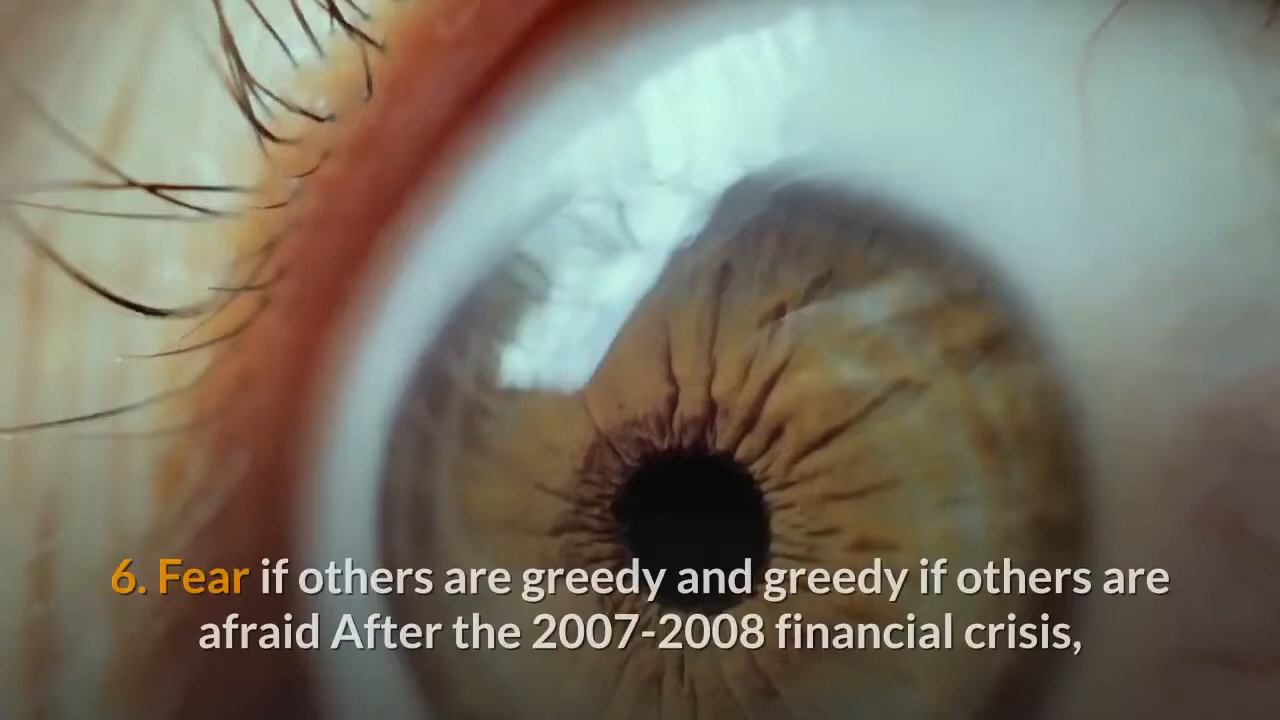 6. Fear if others are greedy and greedy if others are
afraid After the 2007-2008 financial crisis,